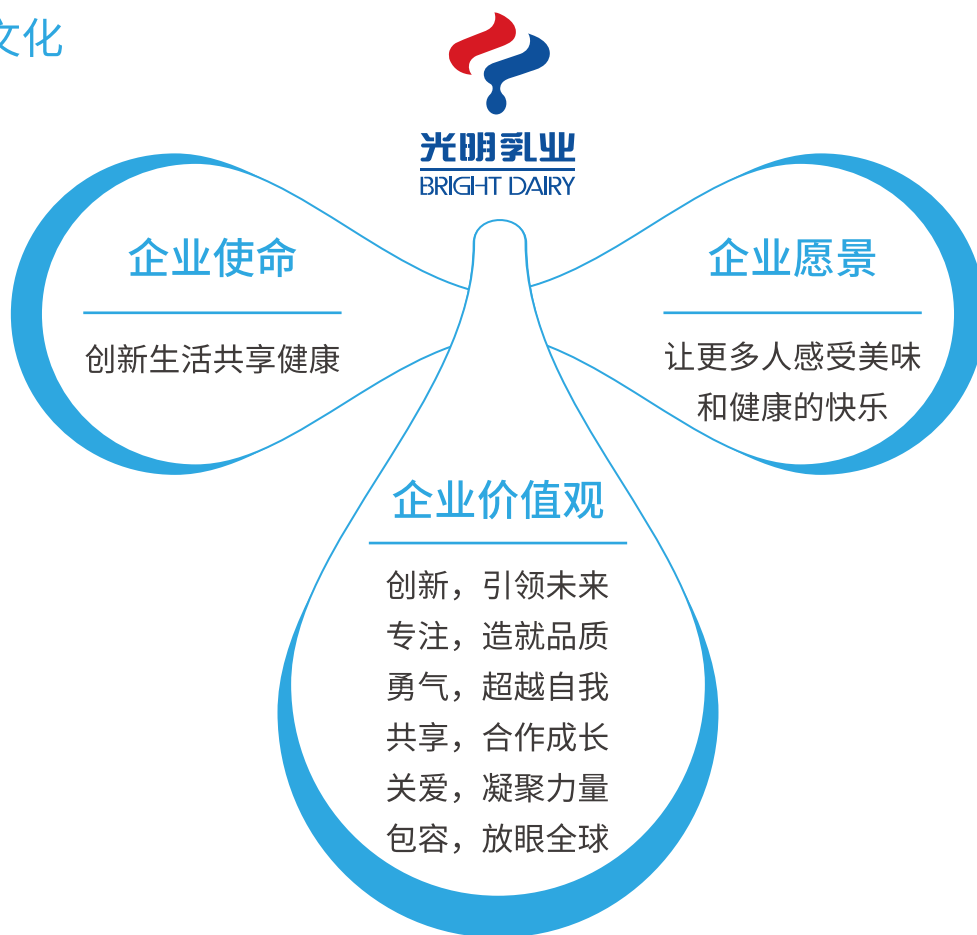 文化
光明乳业
BRIGHT DAIRY
企业使命
创新生活共享健康
企业愿景
让更多人感受美味
和健康的快乐
企业价值观
创新，引领未来
专注，造就品质
勇气，超越自我
共享，合作成长
关爱，凝聚力量
包容，放眼全球